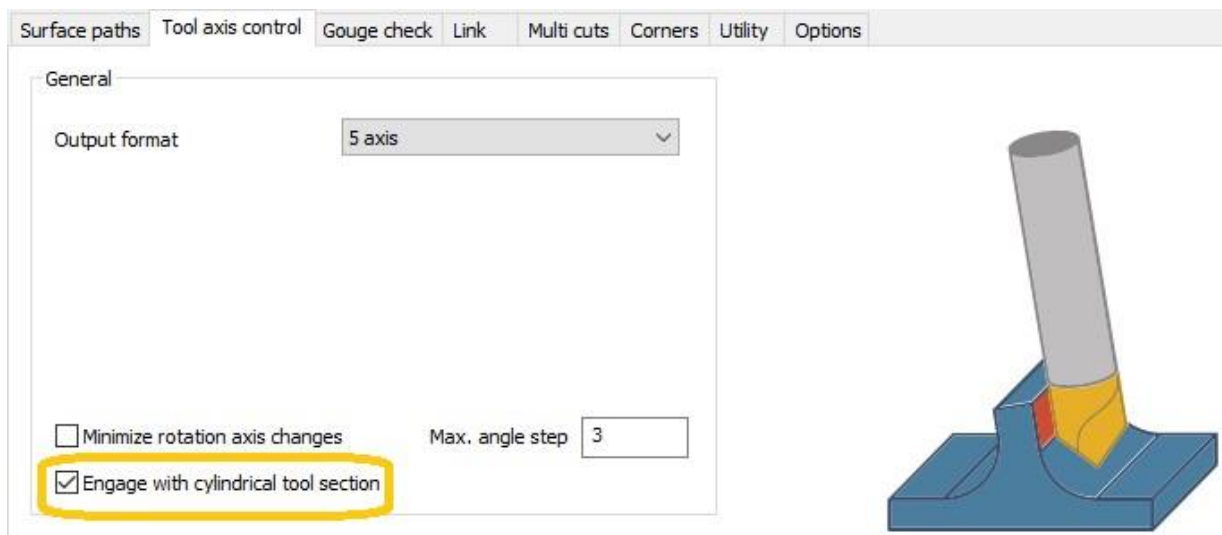 Surface paths Tool axis control Gouge check Link Multi cuts Corners Utility Options
General
Output format 5 axis
Minimize rotation axis changes Max. angle step 3
Engage with cylindrical tool section